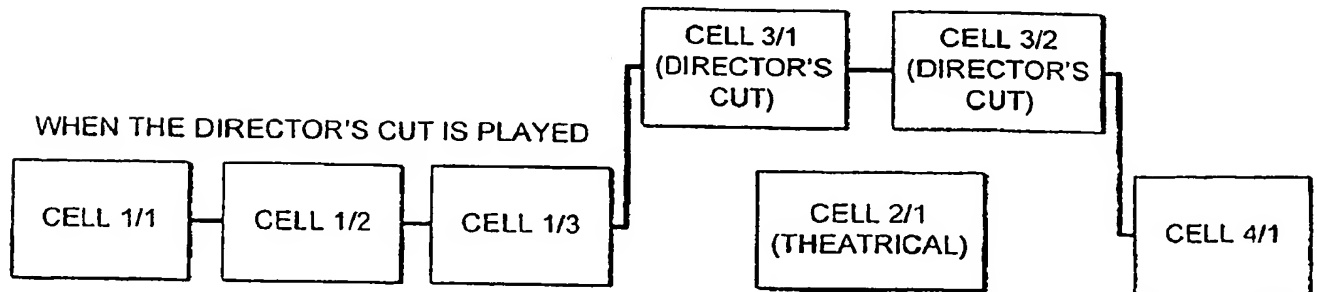 CELL 3/1
(DIRECTOR'S
CUT)
CELL 3/2
(DIRECTOR'S
CUT)
WHEN THE DIRECTOR'S CUT IS PLAYED
CELL 1/1
CELL 1/2
CELL 1/3
CELL 2/1
(THEATRICAL)
CELL 4/1